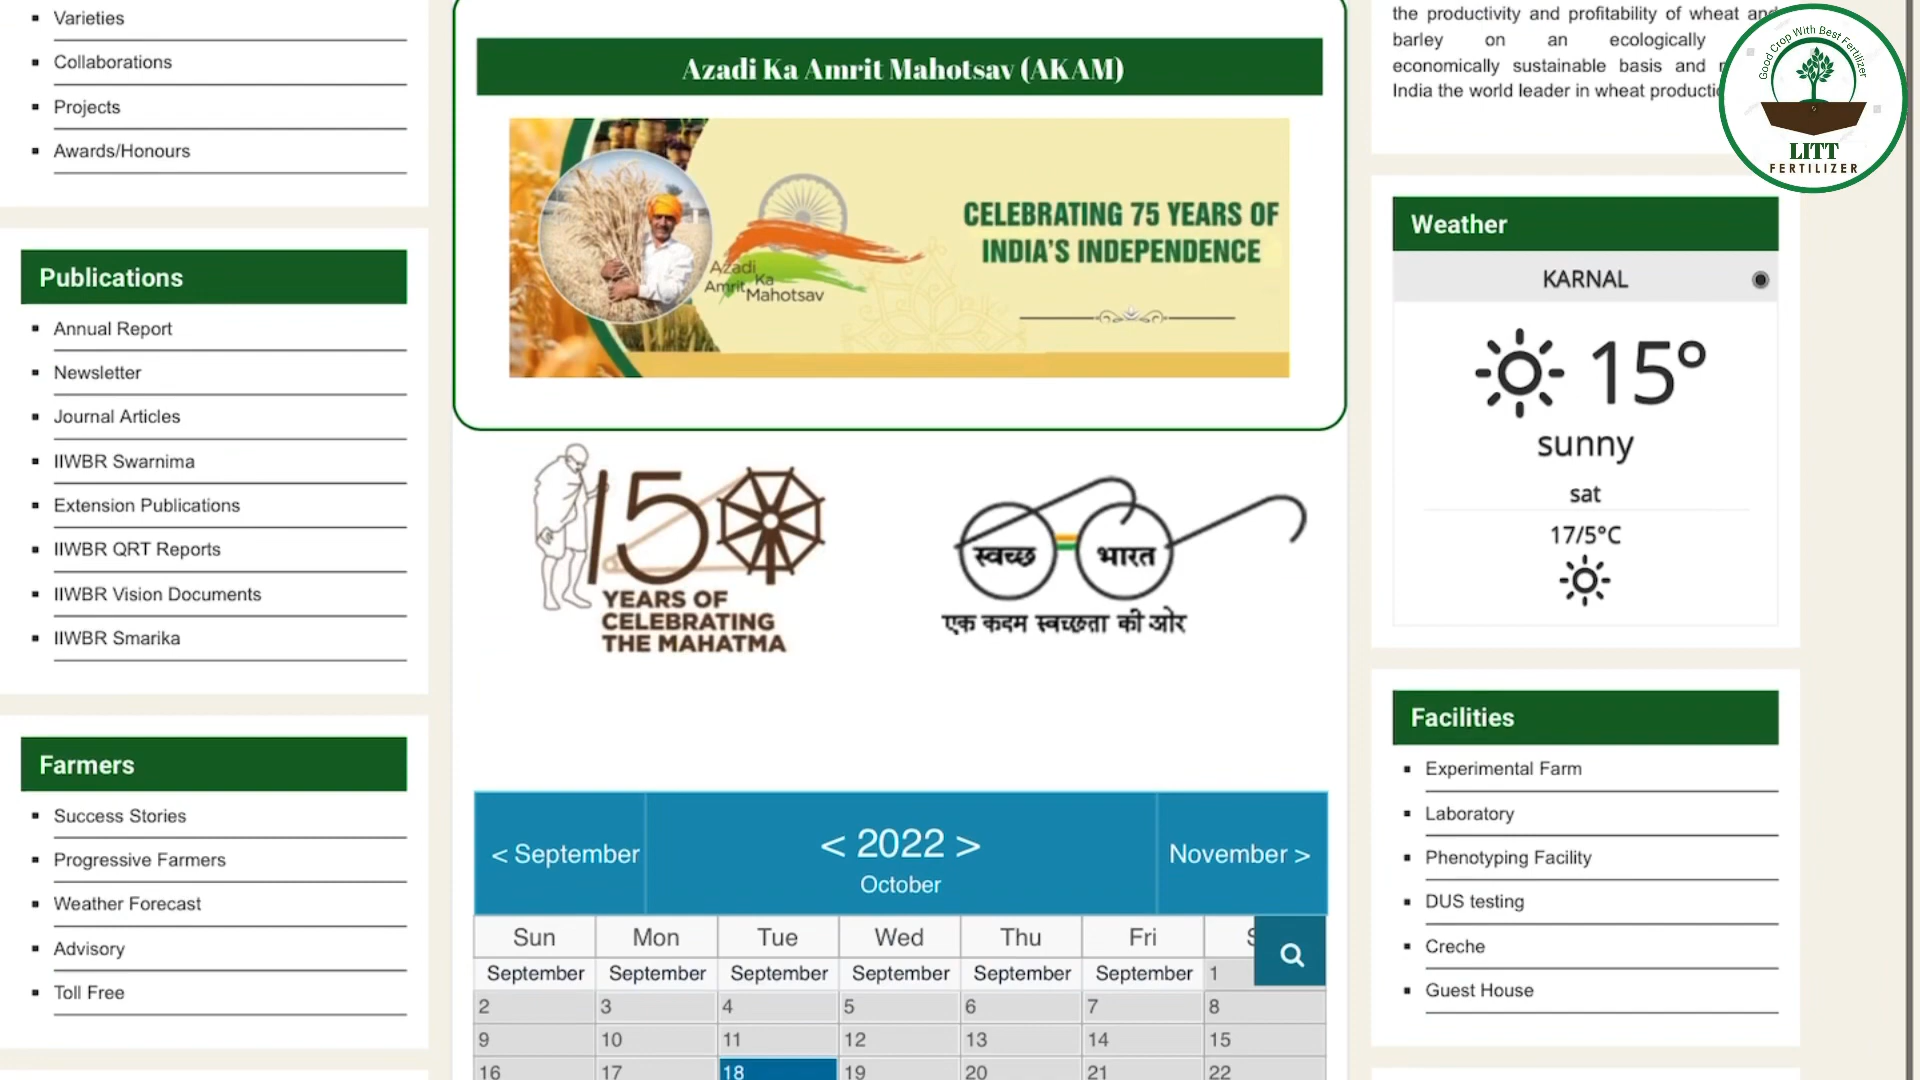 Varieties
Collaborations
Projects
Awards/Honours
Publications
Annual Report
Newsletter
Journal Articles
IIWBR Swarnima
Extension Publications
IIWBR QRT Reports
IIWBR Vision Documents
IIWBR Smarika
Farmers
Success Stories
Progressive Farmers
Weather Forecast
Advisory
Toll Free
Azadi Ka Amrit Mahotsav (AKAM)
Azadi
Ka
Amrit
Mahotsav
CELEBRATING 75 YEARS OF
INDIA'S INDEPENDENCE
150
YEARS OF
CELEBRATING
THE MAHATMA
स्वच्छ भारत
एक कदम स्वच्छता की ओर
< September
< 2022 >
October
November >
Sun Mon Tue Wed Thu Fri
September September September September September September 1
2 3 4 5 6 7 8
9 10 11 12 13 14 15
16 17 18 19 20 21 22
the productivity and profitability of wheat and
barley on an ecologically
economically sustainable basis and
India the world leader in wheat
Good Crop With Best Fertilizer
LITT
FERTILIZER
Weather
KARNAL
15°
sunny
sat
17/5°C
Facilities
Experimental Farm
Laboratory
Phenotyping Facility
DUS testing
Creche
Guest House